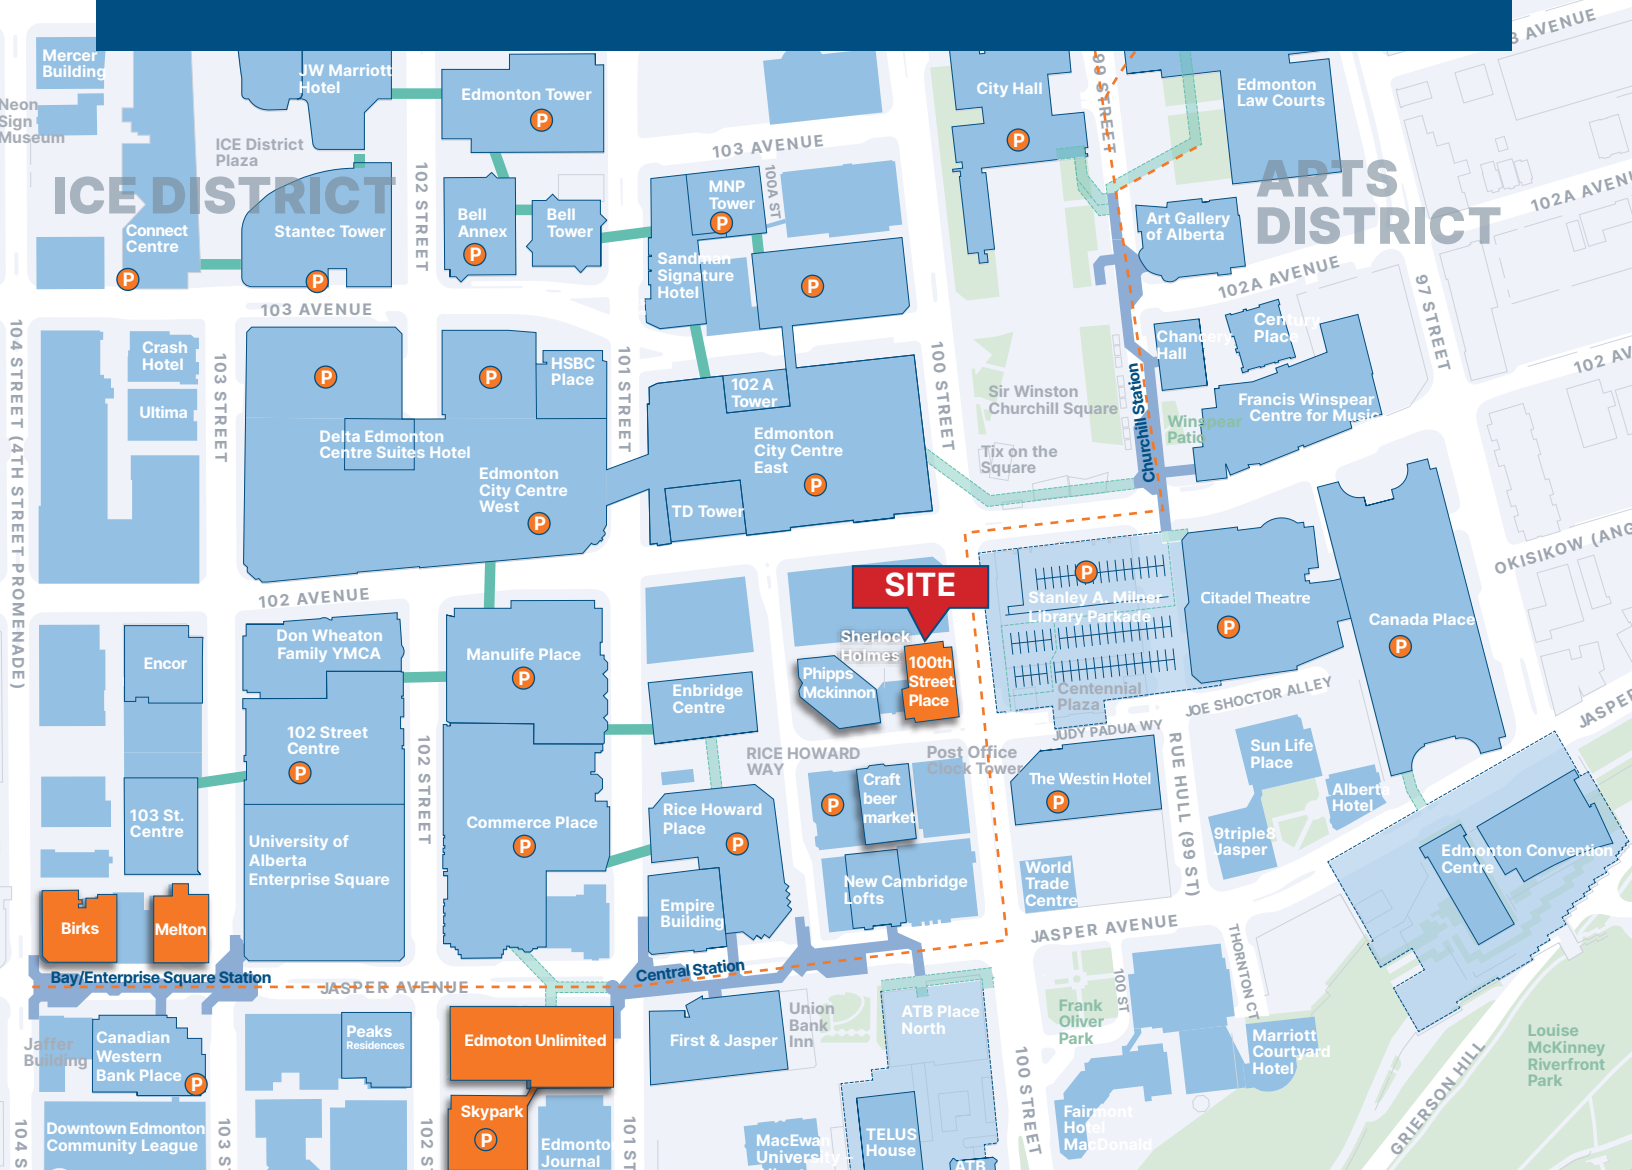 Mercer
Building
Neon
Sign
Museum
JW Marriott
Hotel
ICE District
Plaza
ICE DISTRICT
Connect
Centre
P
Stantec Tower
P
102 STREET
Edmonton Tower
P
Bell
Annex
P
Bell
Tower
103 AVENUE
100A ST
MNP
Tower
P
Sandman
Signature
Hotel
P
City Hall
P
99 STREET
Edmonton
Law Courts
ARTS
DISTRICT
Art Gallery
of Alberta
102A AVENUE
97 STREET
103 AVENUE
104 STREET (4TH STREET PROMENADE)
Crash
Hotel
Ultima
103 STREET
P
P
HSBC
Place
101 STREET
Delta Edmonton
Centre Suites Hotel
Edmonton
City Centre
West
P
102 A
Tower
Edmonton
City Centre
East
P
TD Tower
100 STREET
Sir Winston
Churchill Square
Tix on the
Square
Churchill Station
Chancery
Hall
Century
Place
Francis Winspear
Centre for Music
Winspear
Patio
102 AVENUE
Encor
Don Wheaton
Family YMCA
Manulife Place
P
Enbridge
Centre
SITE
Sherlock
Holmes
Phipps
Mckinnon
100th
Street
Place
P
Stanley A. Milner
Library Parkade
Centennial
Plaza
Citadel Theatre
P
Canada Place
P
JOE SHOCTOR ALLEY
JUDY PADUA WY
102 Street
Centre
P
102 STREET
RICE HOWARD
WAY
Post Office
Clock Tower
The Westin Hotel
P
RUE HULL (99 ST)
Sun Life
Place
Alberta
Hotel
103 St.
Centre
University of
Alberta
Enterprise Square
Commerce Place
P
Rice Howard
Place
P
P
Craft
beer
market
9triple8
Jasper
Edmonton Convention
Centre
Birks
Melton
Empire
Building
New Cambridge
Lofts
World
Trade
Centre
JASPER AVENUE
THORNTON CT
Bay/Enterprise Square Station
JASPER AVENUE
Central Station
Jaffer
Building
Canadian
Western
Bank Place
P
Peaks
Residences
Edmoton Unlimited
First & Jasper
Union
Bank
Inn
ATB Place
North
Frank
Oliver
Park
100 ST
Marriott
Courtyard
Hotel
Louise
McKinney
Riverfront
Park
GRIERSON HILL
Downtown Edmonton
Community League
Skypark
P
Edmonton
Journal
MacEwan
University
TELUS
House
ATB
100 STREET
Fairmont
Hotel
MacDonald